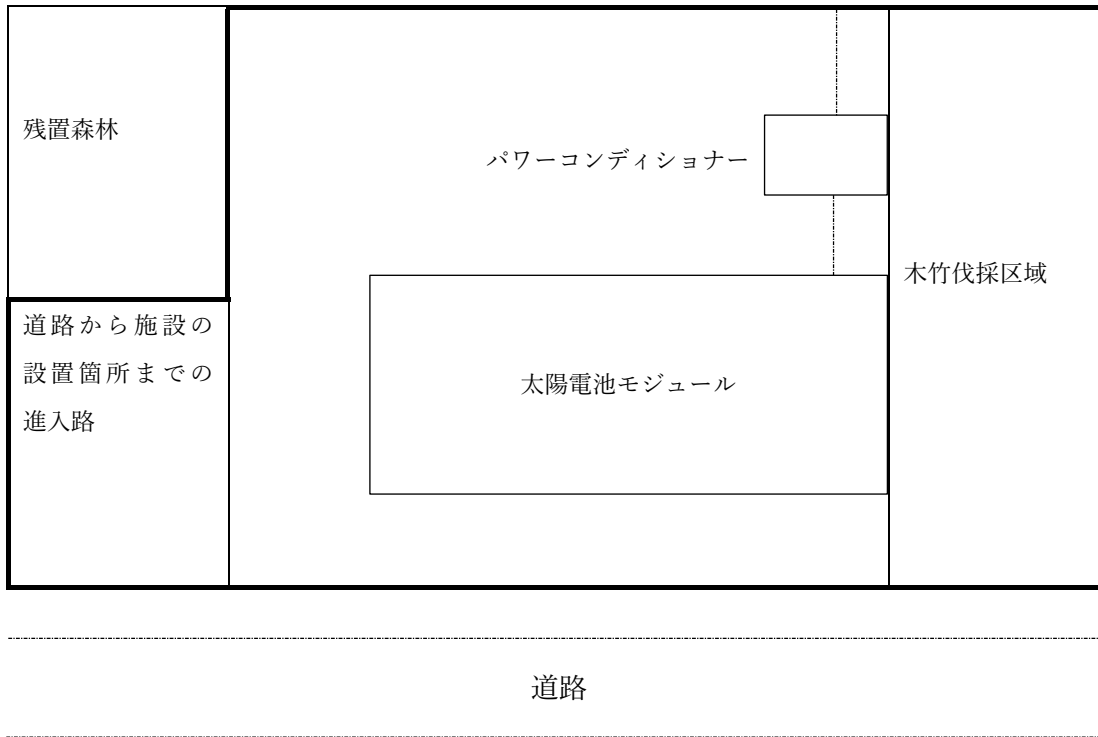 残置森林
パワーコンディショナー
木竹伐採区域
道路から施設の
設置箇所までの
進入路
太陽電池モジュール
道路